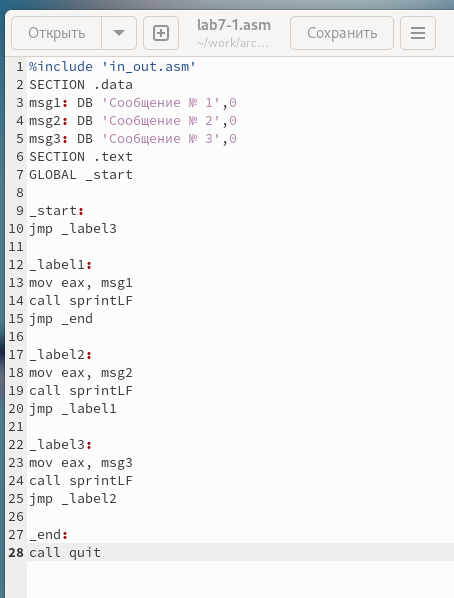 Открыть
lab7-1.asm
~/work/arc...
Сохранить
1 %include 'in_out.asm'
2 SECTION .data
3 msg1: DB 'Сообщение № 1',0
4 msg2: DB 'Сообщение № 2',0
5 msg3: DB 'Сообщение № 3',0
6 SECTION .text
7 GLOBAL _start
8
9 _start:
10 jmp _label3
11
12 _label1:
13 mov eax, msg1
14 call sprintLF
15 jmp _end
16
17 _label2:
18 mov eax, msg2
19 call sprintLF
20 jmp _label1
21
22 _label3:
23 mov eax, msg3
24 call sprintLF
25 jmp _label2
26
27 _end:
28 call quit